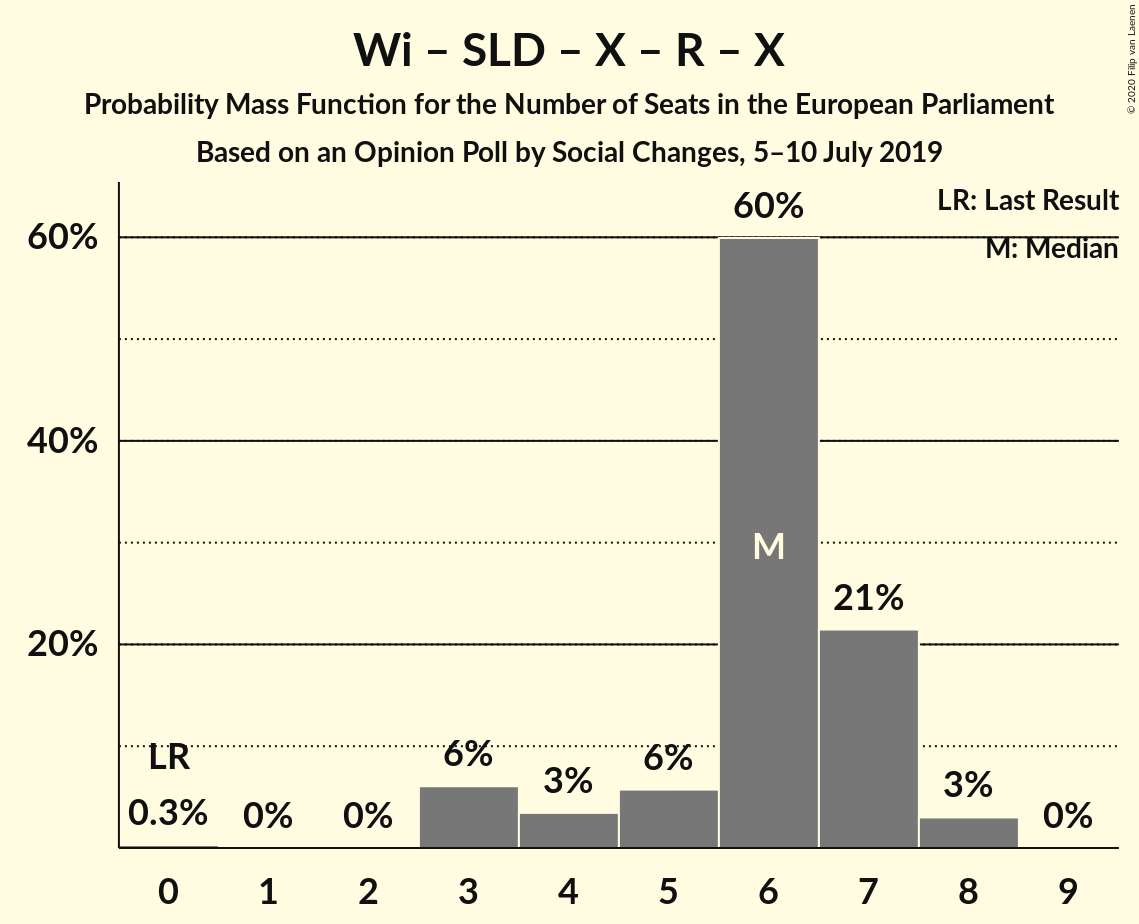 Wi – SLD – X – R – X
Probability Mass Function for the Number of Seats in the European Parliament
Based on an Opinion Poll by Social Changes, 5–10 July 2019
© 2020 Filip van Laenen
LR: Last Result
M: Median
60%
40%
20%
LR
0.3%
0%
0%
6%
3%
6%
60%
M
21%
3%
0%
0 1 2 3 4 5 6 7 8 9